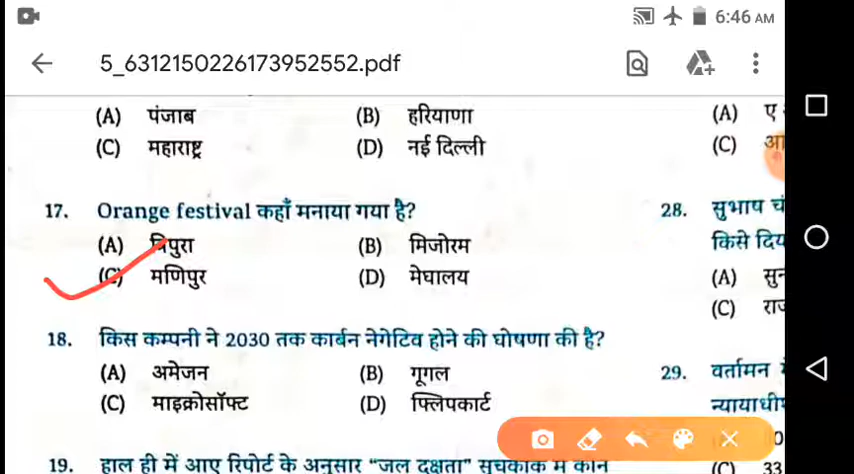 6:46 AM
5_6312150226173952552.pdf
(A) पंजाब (B) हरियाणा
(C) महाराष्ट्र (D) नई दिल्ली
17. Orange festival कहाँ मनाया गया है?
(A) त्रिपुरा (B) मिजोरम
(C) मणिपुर (D) मेघालय
18. किस कम्पनी ने 2030 तक कार्बन नेगेटिव होने की घोषणा की है?
(A) अमेजन (B) गूगल
(C) माइक्रोसॉफ्ट (D) फ्लिपकार्ट
19. हाल ही में आए रिपोर्ट के अनुसार “जल दक्षता” सूचकांक में कौन
(A) ए
(C)
28. सुभाष
किसे
(A)
(C)
29. वर्तमान
(C) 33